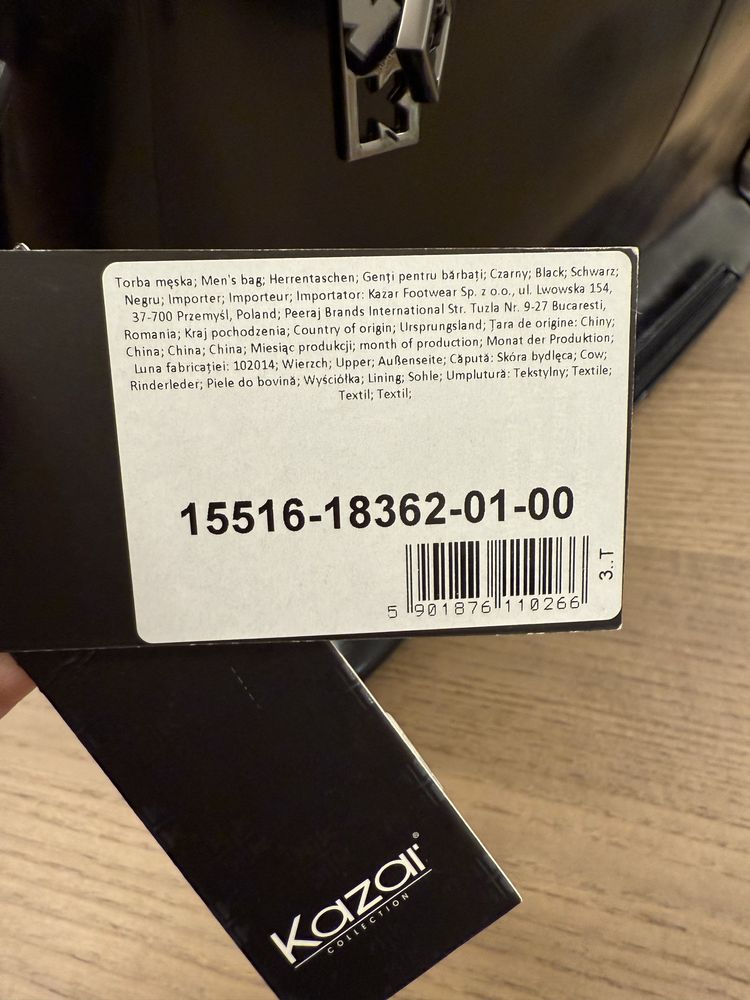 Torba męska; Men's bag; Herrentaschen; Genți pentru bărbați; Czarny; Black; Schwarz;
Negru; Importer; Importeur; Importator: Kazar Footwear Sp. z o.o., ul. Lwowska 154,
37-700 Przemyśl, Poland; Peeraj Brands International Str. Tuzla Nr. 9-27 Bucaresti,
Romania; Kraj pochodzenia; Country of origin; Ursprungsland; Țara de origine: Chiny;
China; China; China; Miesiąc produkcji; month of production; Monat der Produktion;
Luna fabricației: 102014; Wierzch; Upper; Außenseite; Căpută: Skóra bydlęca; Cow;
Rinderleder; Piele do bovină; Wyściółka; Lining; Sohle; Umplutură: Tekstylny; Textile;
Textil; Textil;
15516-18362-01-00
3..T
5 901876 110266
Kazar®
COLLECTION